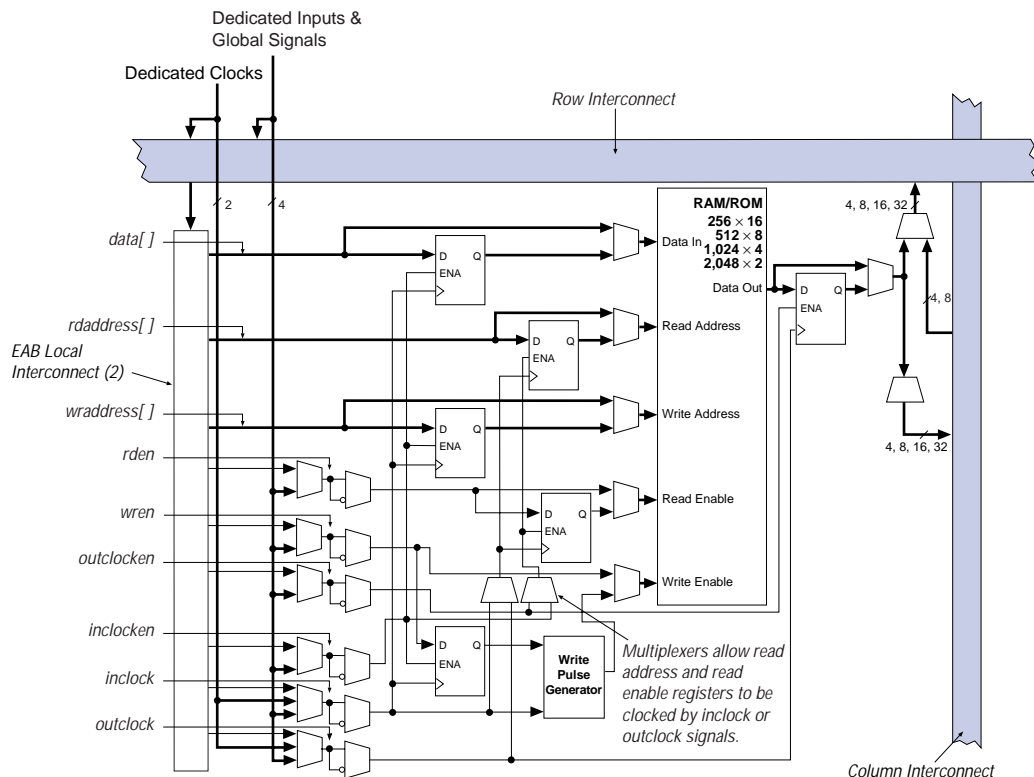 Dedicated Inputs &
Global Signals
Dedicated Clocks
Row Interconnect
2
4
4, 8, 16, 32
RAM/ROM
256 × 16
512 × 8
1,024 × 4
2,048 × 2
data[ ]
D
Q
ENA
Data In
Data Out
D
Q
ENA
4, 8
rdaddress[ ]
D
Q
ENA
Read Address
EAB Local
Interconnect (2)
wraddress[ ]
D
Q
ENA
Write Address
4, 8, 16, 32
rden
D
Q
ENA
Read Enable
wren
outclocken
Write Enable
inclocken
D
Q
ENA
Write
Pulse
Generator
Multiplexers allow read
address and read
enable registers to be
clocked by inclock or
outclock signals.
inclock
outclock
Column Interconnect